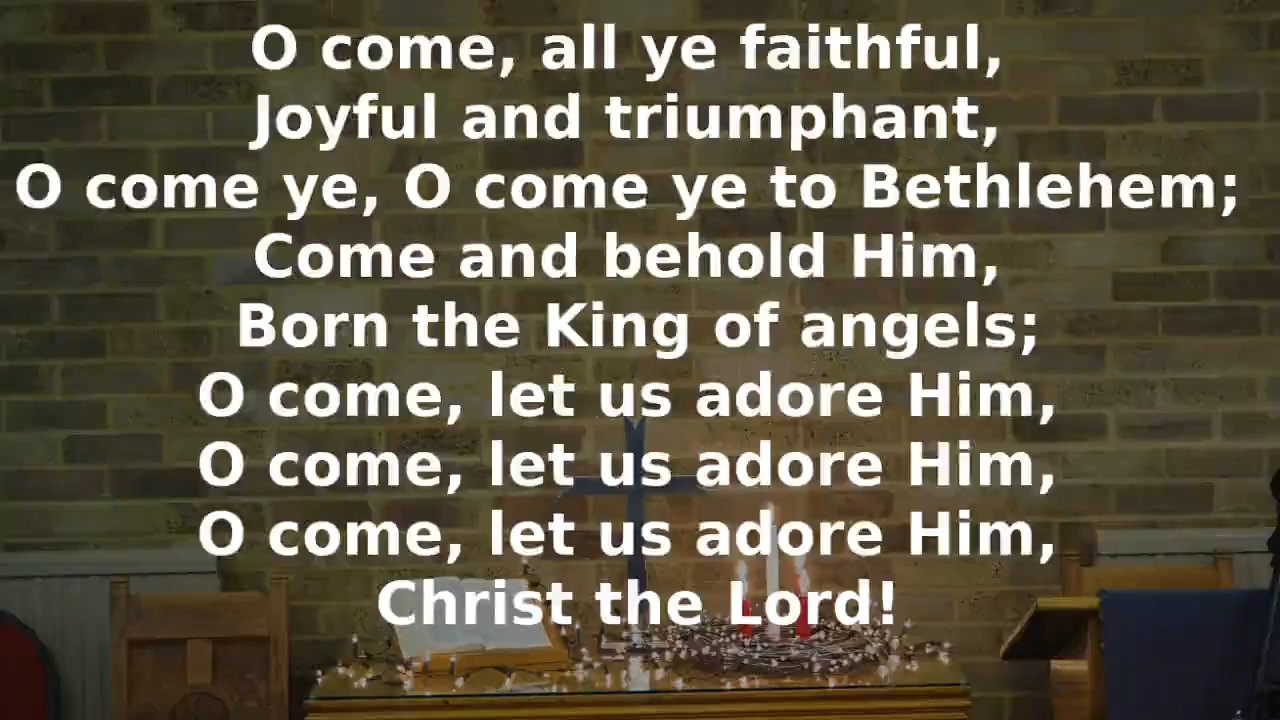 O come, all ye faithful,
Joyful and triumphant,
O come ye, O come ye to Bethlehem;
Come and behold Him,
Born the King of angels;
O come, let us adore Him,
O come, let us adore Him,
O come, let us adore Him,
Christ the Lord!